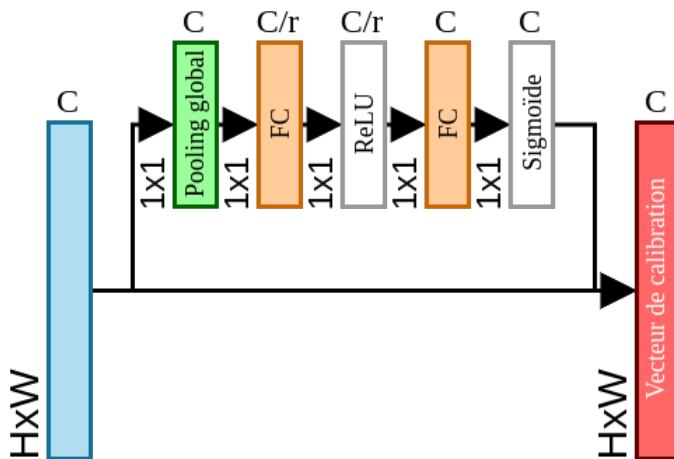 C
C/r
C/r
C
C
C
Pooling global
FC
ReLU
FC
Sigmoïde
C
1x1
1x1
1x1
1x1
1x1
Vecteur de calibration
HxW
HxW